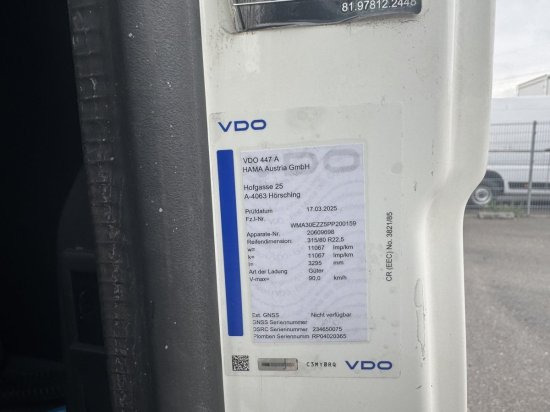 81.97812.2448
VDO
VDO 447 A
HAMA Austria GmbH
VDO
Hofgasse 25
A-4063 Hörsching
Prüfdatum 17.03.2025
Fz.I-Nr. WMA30EZZ5PP200159
Apparate-Nr. 20609698
Reifendimension: 315/80 R22,5
w= 11067 Imp/km
k= 11067 Imp/km
l= 3295 mm
Art der Ladung Güter
V-max= 90,0 km/h
Ext. GNSS Nicht verfügbar
GNSS Seriennummer
DSRC Seriennummer 234650075
Plomben Seriennummer RP04020365
C3MY0RQ VDO
CR (EEC) No. 3821/85